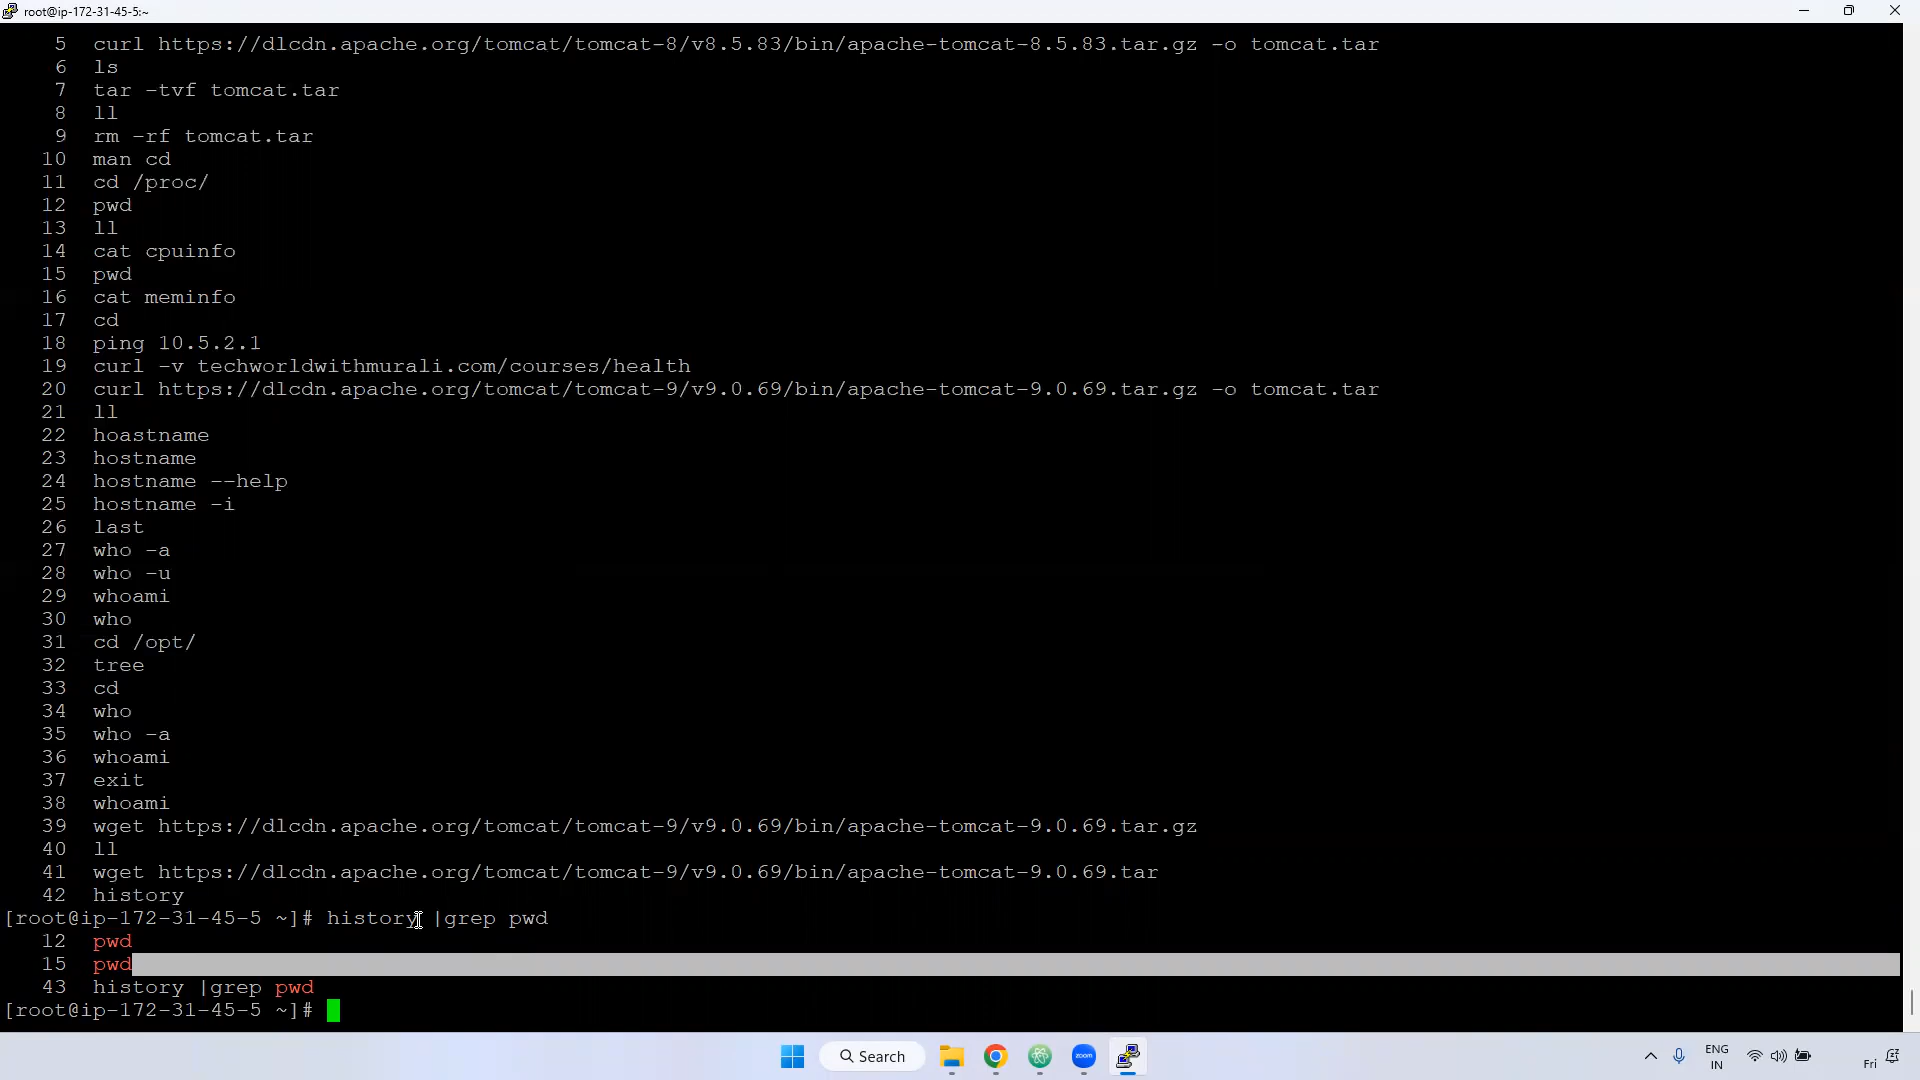 root@ip-172-31-45-5:~
5 curl https://dlcdn.apache.org/tomcat/tomcat-8/v8.5.83/bin/apache-tomcat-8.5.83.tar.gz -o tomcat.tar
6 ls
7 tar -tvf tomcat.tar
8 ll
9 rm -rf tomcat.tar
10 man cd
11 cd /proc/
12 pwd
13 ll
14 cat cpuinfo
15 pwd
16 cat meminfo
17 cd
18 ping 10.5.2.1
19 curl -v techworldwithmurali.com/courses/health
20 curl https://dlcdn.apache.org/tomcat/tomcat-9/v9.0.69/bin/apache-tomcat-9.0.69.tar.gz -o tomcat.tar
21 ll
22 hoastname
23 hostname
24 hostname --help
25 hostname -i
26 last
27 who -a
28 who -u
29 whoami
30 who
31 cd /opt/
32 tree
33 cd
34 who
35 who -a
36 whoami
37 exit
38 whoami
39 wget https://dlcdn.apache.org/tomcat/tomcat-9/v9.0.69/bin/apache-tomcat-9.0.69.tar.gz
40 ll
41 wget https://dlcdn.apache.org/tomcat/tomcat-9/v9.0.69/bin/apache-tomcat-9.0.69.tar
42 history
[root@ip-172-31-45-5 ~]# history |grep pwd
12 pwd
15 pwd
43 history |grep pwd
[root@ip-172-31-45-5 ~]#
Search
zoom
ENG
IN
Fri